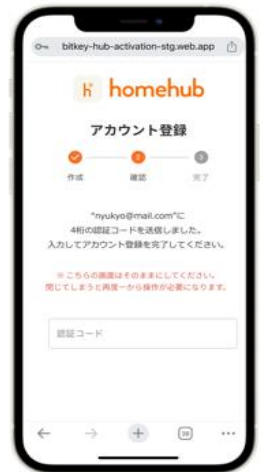 bitkey-hub-activation-stg.web.app
homehub
アカウント登録
2
3
作成
確認
完了
"nyukyo@mail.com"に
4桁の認証コードを送信しました。
入力してアカウント登録を完了してください。
※こちらの画面はそのままにしてください。
閉じてしまうと再度一から操作が必要になります。
認証コード